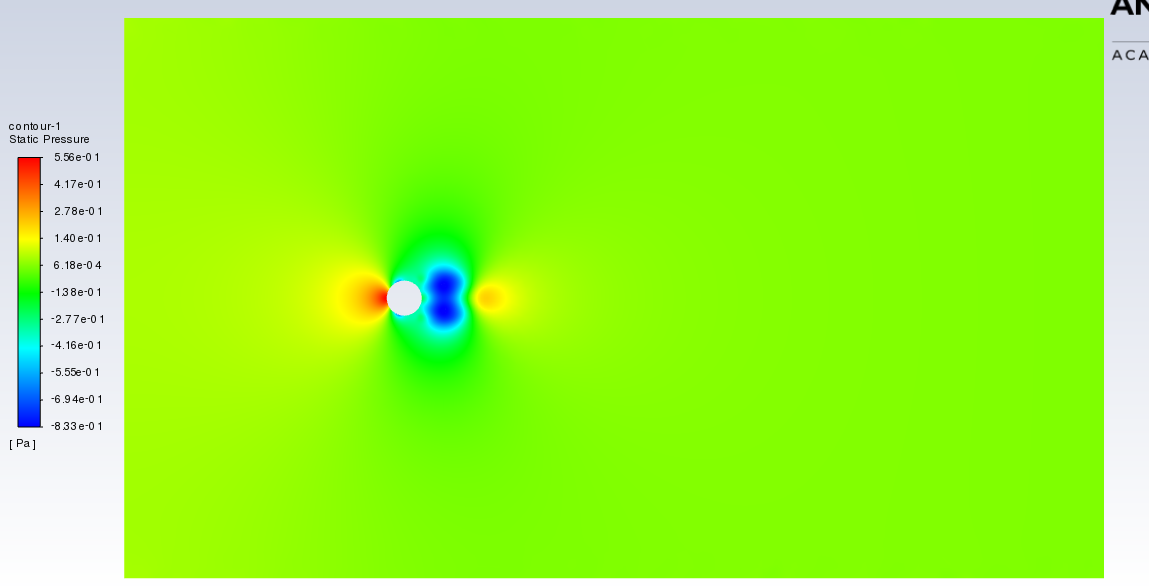 AN
ACA
contour-1
Static Pressure
5.56e-01
4.17e-01
2.78e-01
1.40e-01
6.18e-04
-1.38e-01
-2.77e-01
-4.16e-01
-5.55e-01
-6.94e-01
-8.33e-01
[ Pa ]